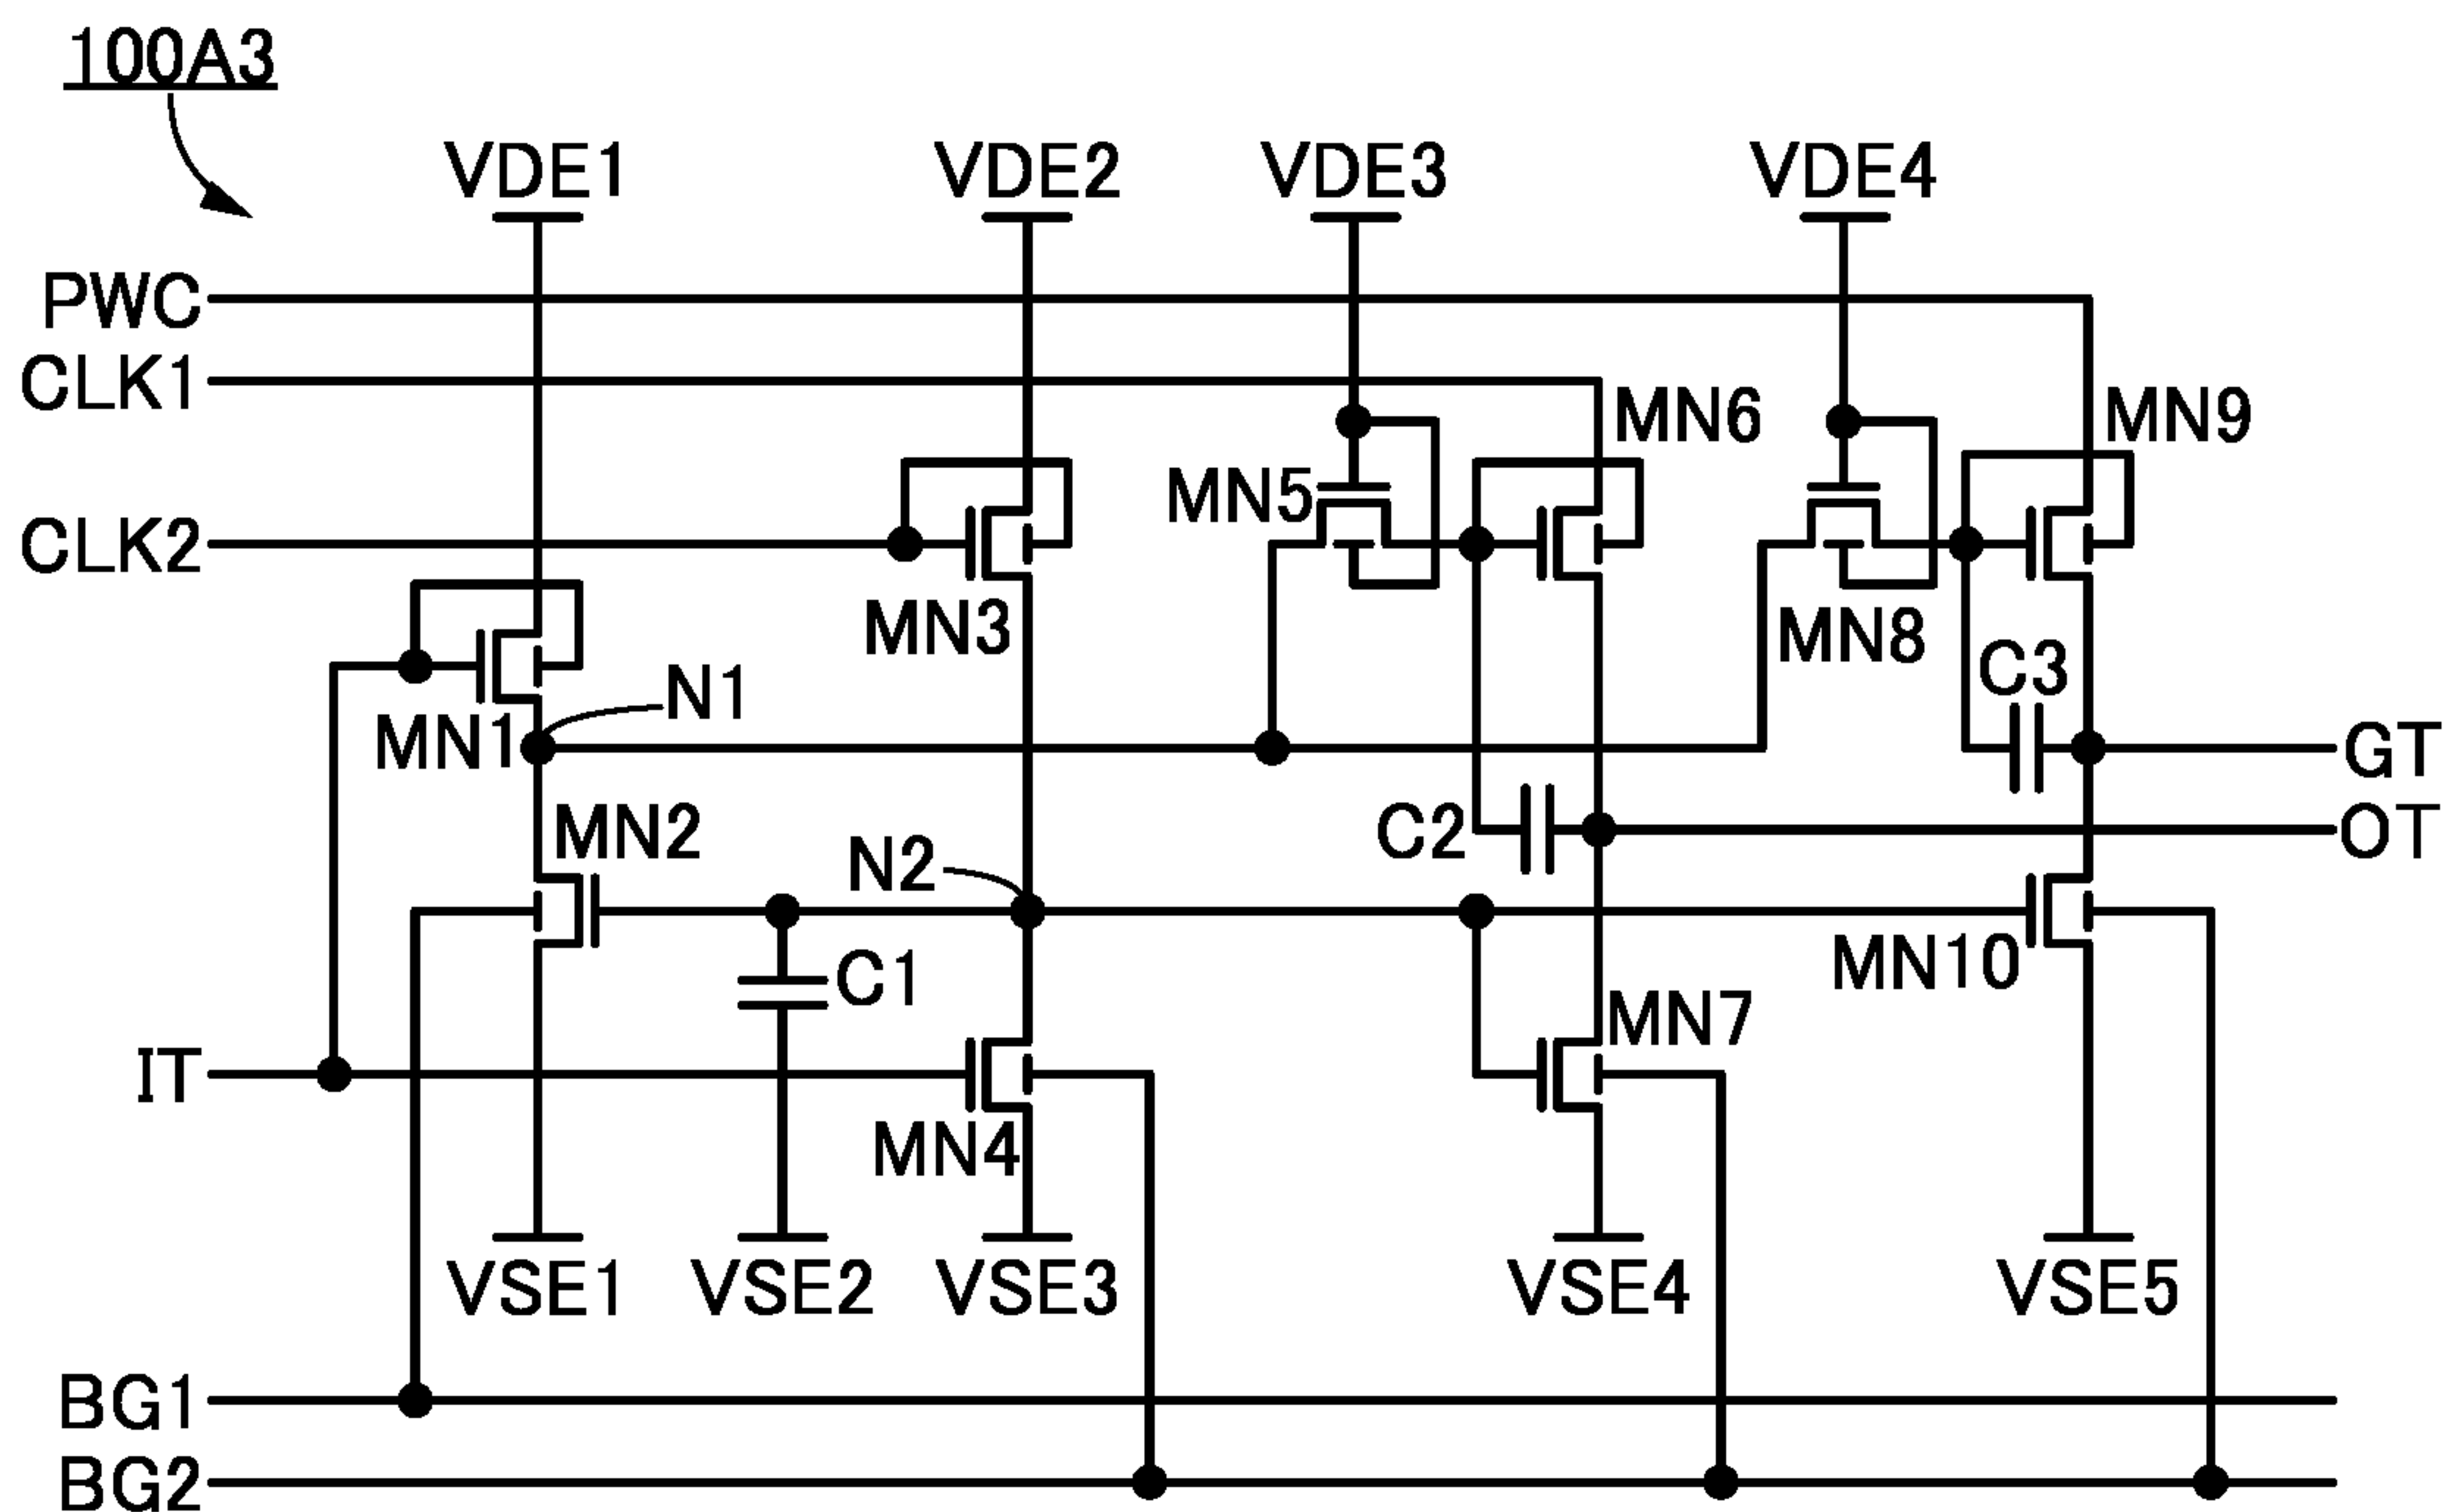 100A3
VDE1 VDE2 VDE3 VDE4
PWC
CLK1
MN6 MN9
MN5
CLK2
MN3 MN8
C3
N1
MN1
GT
MN2 C2 OT
N2
C1 MN10
MN7
IT
MN4
VSE1 VSE2 VSE3 VSE4 VSE5
BG1
BG2